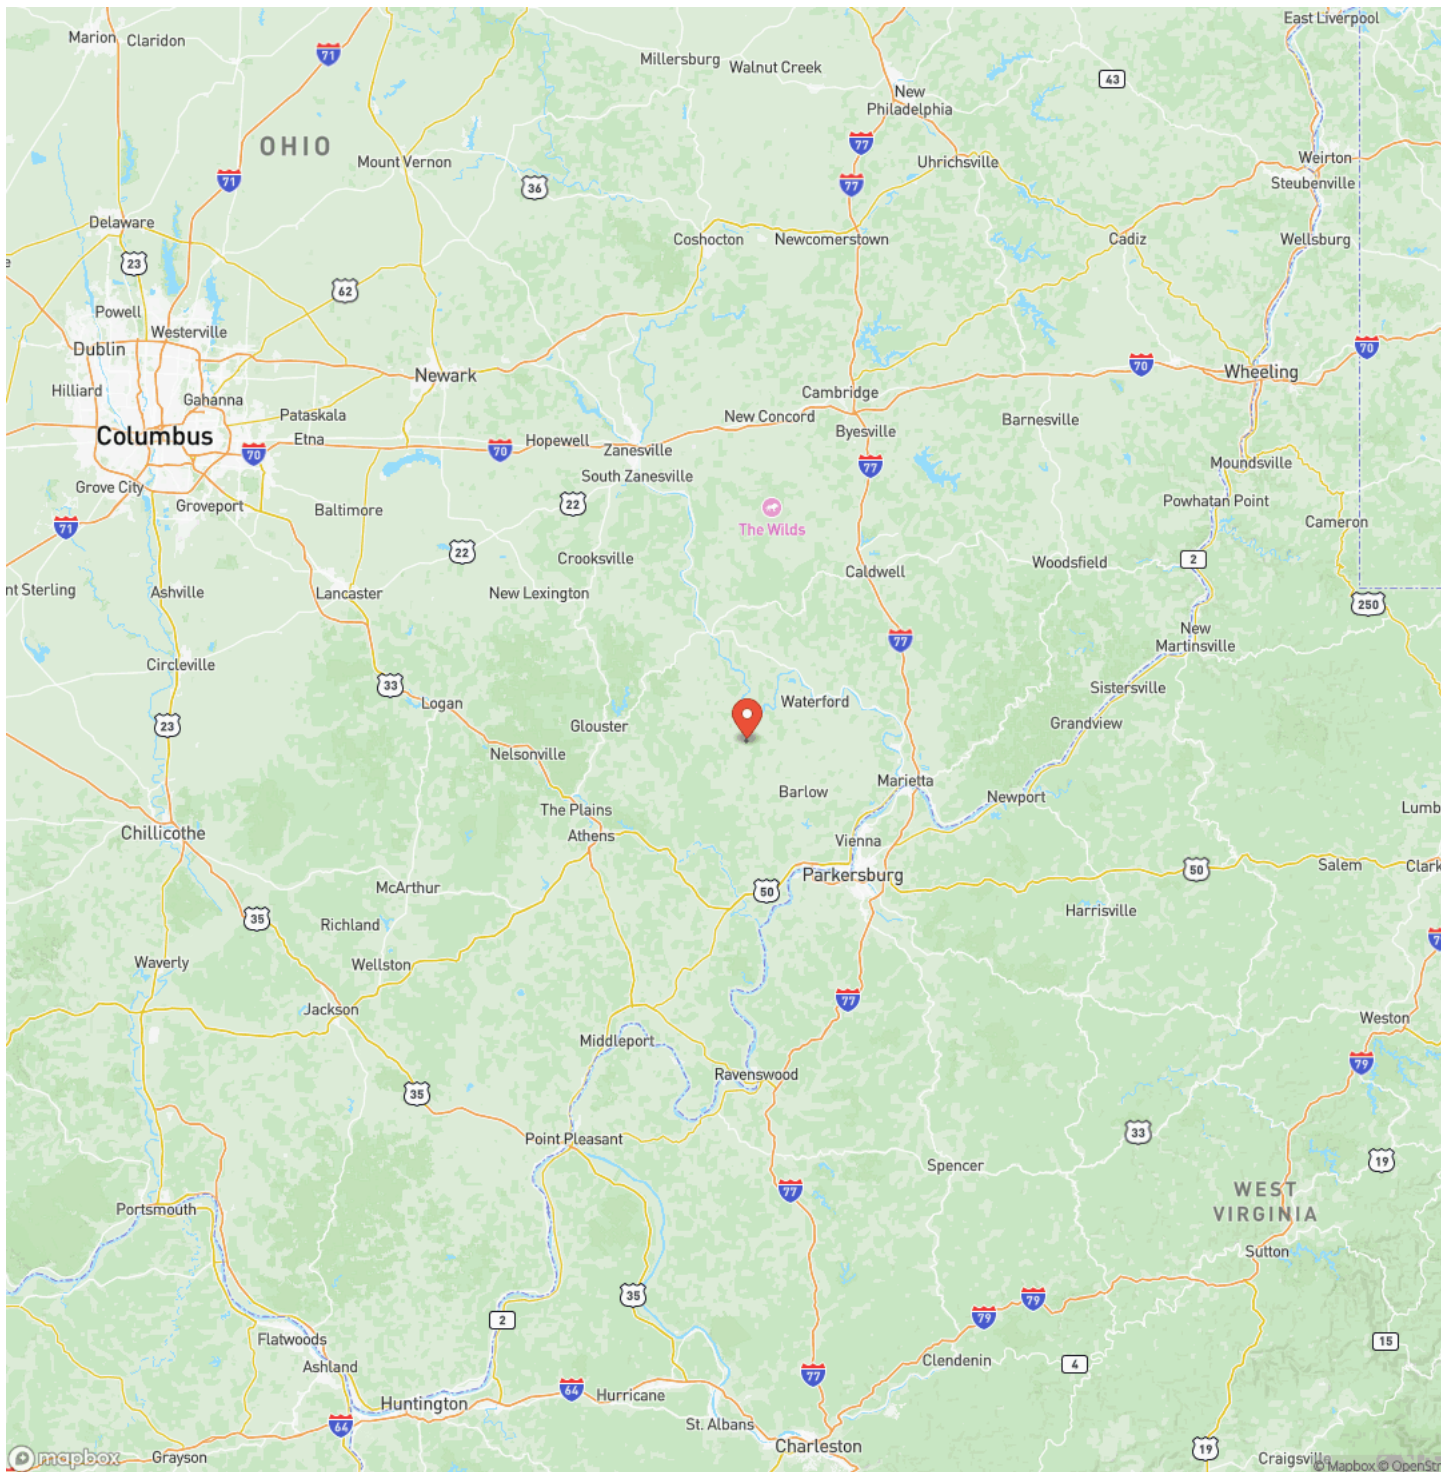 East Liverpool
Marion
Claridon
71
Millersburg
Walnut Creek
43
New
Philadelphia
OHIO
77
Mount Vernon
Uhrichsville
Weirton
71
36
77
Steubenville
Delaware
Coshocton
Newcomerstown
Cadiz
Wellsburg
e
23
62
Powell
Westerville
Dublin
70
70
Wheeling
Newark
Hilliard
Gahanna
Cambridge
Pataskala
New Concord
Barnesville
Columbus
Etna
Hopewell
Byesville
70
70
Zanesville
77
Moundsville
South Zanesville
Grove City
Groveport
Baltimore
22
Powhatan Point
71
The Wilds
Cameron
22
Crooksville
Caldwell
Woodsfield
2
nt Sterling
Ashville
Lancaster
New Lexington
250
New
Martinsville
77
Circleville
33
Sistersville
Logan
Waterford
23
Glouster
Grandview
Nelsonville
Marietta
Barlow
Newport
The Plains
Lumb
Chillicothe
Athens
Vienna
50
Salem
Clark
Parkersburg
McArthur
50
35
Richland
Harrisville
7
Waverly
Wellston
77
Jackson
Weston
Middleport
79
Ravenswood
35
33
Point Pleasant
19
Spencer
77
WEST
VIRGINIA
Portsmouth
Sutton
35
79
79
2
Flatwoods
15
Ashland
Clendenin
4
77
64
Hurricane
Huntington
64
St. Albans
Charleston
19
Grayson
Craigsville
mapbox
© Mapbox © OpenStr